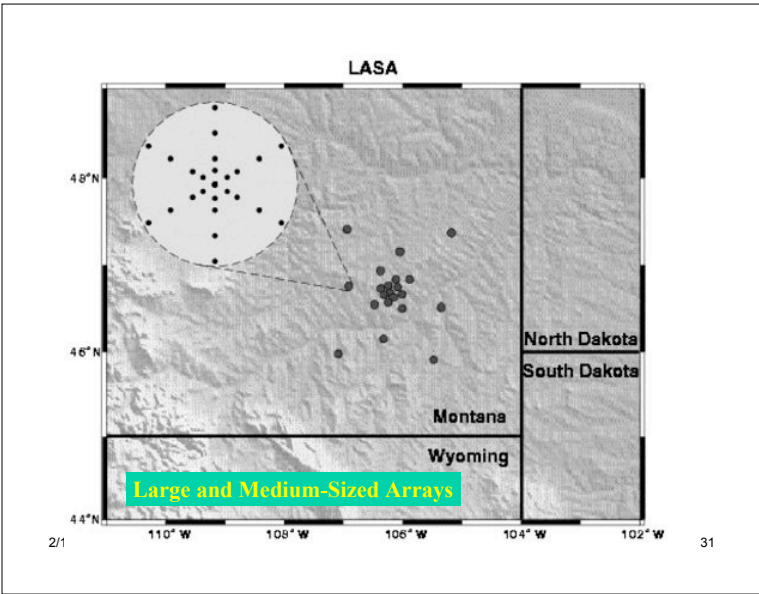 LASA
48°N
46°N
North Dakota
South Dakota
Montana
Wyoming
Large and Medium-Sized Arrays
44°N
110°W
108°W
106°W
104°W
102°W
2/1
31